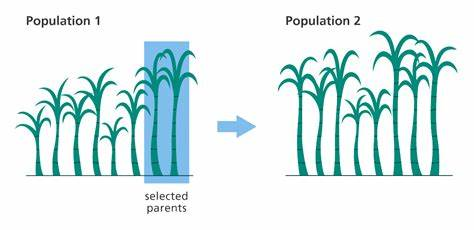 Population 1
Population 2
selected
parents